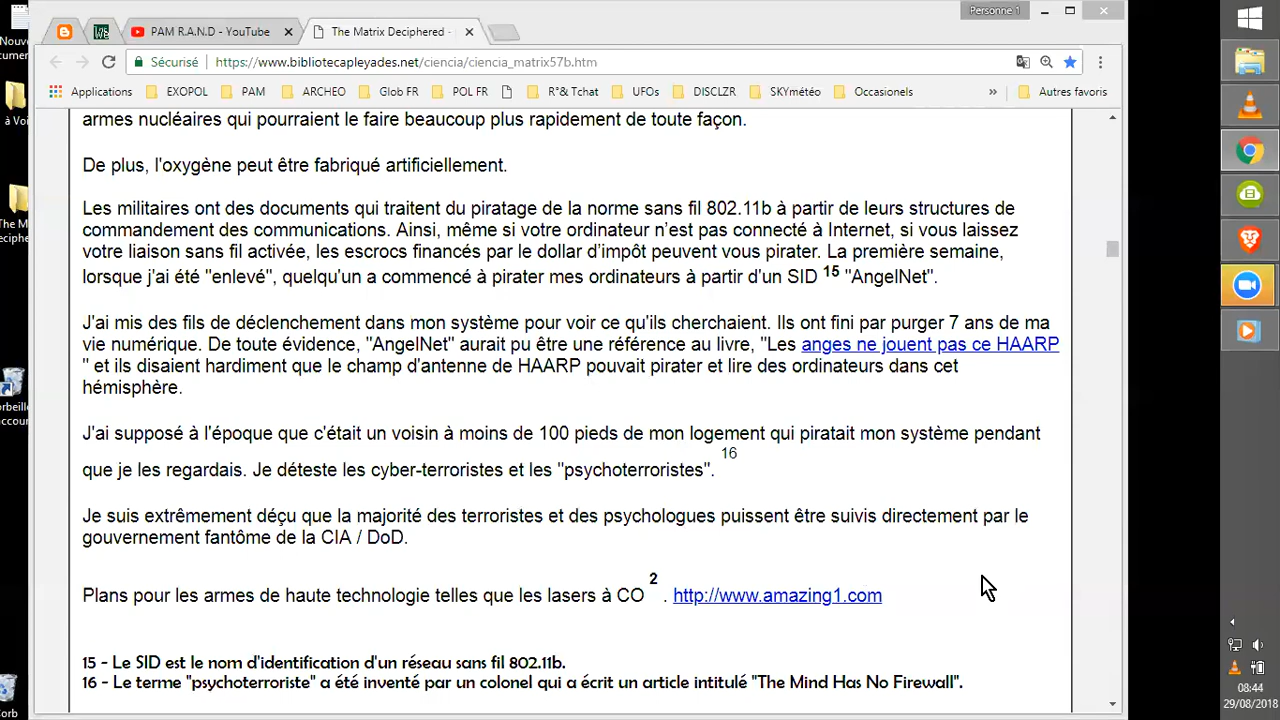 Personne 1
PAM R.A.N.D - YouTube
The Matrix Deciphered -
Sécurisé
https://www.bibliotecapleyades.net/ciencia/ciencia_matrix57b.htm
Applications EXOPOL PAM ARCHEO Glob FR POL FR R°& Tchat UFOs DISCLZR SKYmétéo Occasionels » Autres favoris
armes nucléaires qui pourraient le faire beaucoup plus rapidement de toute façon.
De plus, l'oxygène peut être fabriqué artificiellement.
Les militaires ont des documents qui traitent du piratage de la norme sans fil 802.11b à partir de leurs structures de
commandement des communications. Ainsi, même si votre ordinateur n’est pas connecté à Internet, si vous laissez
votre liaison sans fil activée, les escrocs financés par le dollar d’impôt peuvent vous pirater. La première semaine,
lorsque j'ai été "enlevé", quelqu'un a commencé à pirater mes ordinateurs à partir d'un SID 15 "AngelNet".
J'ai mis des fils de déclenchement dans mon système pour voir ce qu'ils cherchaient. Ils ont fini par purger 7 ans de ma
vie numérique. De toute évidence, "AngelNet" aurait pu être une référence au livre, "Les anges ne jouent pas ce HAARP
" et ils disaient hardiment que le champ d'antenne de HAARP pouvait pirater et lire des ordinateurs dans cet
hémisphère.
J'ai supposé à l'époque que c'était un voisin à moins de 100 pieds de mon logement qui piratait mon système pendant
que je les regardais. Je déteste les cyber-terroristes et les "psychoterroristes". 16
Je suis extrêmement déçu que la majorité des terroristes et des psychologues puissent être suivis directement par le
gouvernement fantôme de la CIA / DoD.
Plans pour les armes de haute technologie telles que les lasers à CO 2 . http://www.amazing1.com
15 - Le SID est le nom d'identification d'un réseau sans fil 802.11b.
16 - Le terme "psychoterroriste" a été inventé par un colonel qui a écrit un article intitulé "The Mind Has No Firewall".
Nouve
à Voi
The M
08:44
29/08/2018